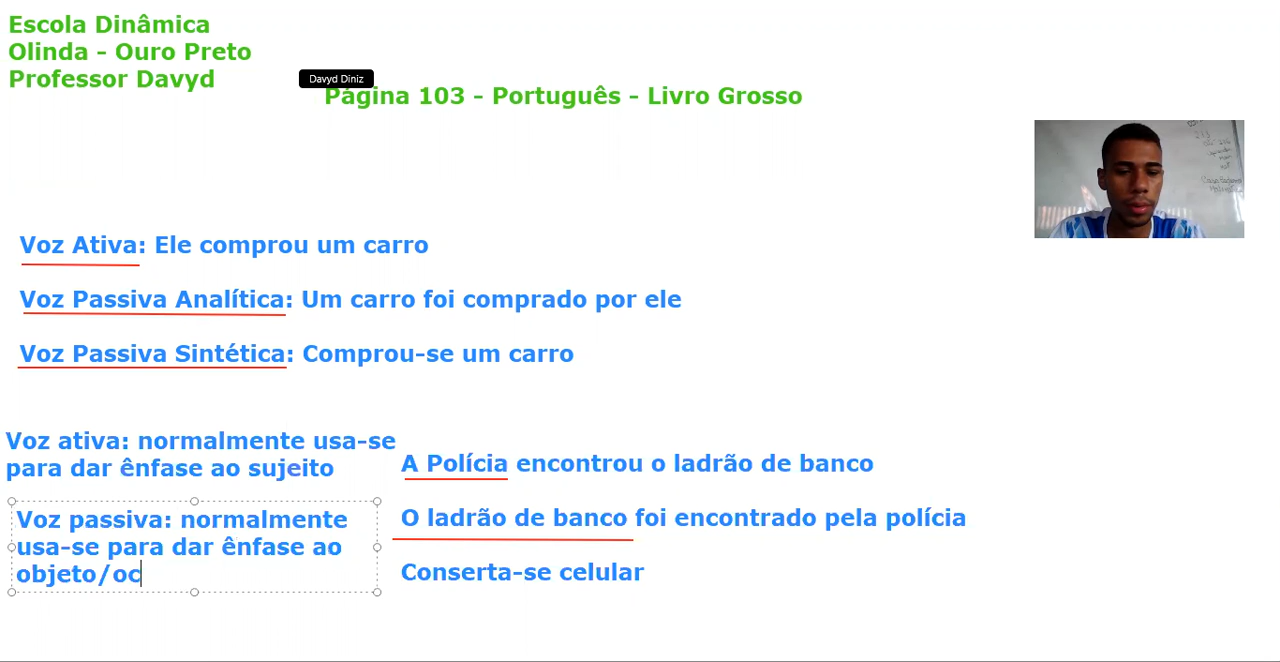 Escola Dinâmica
Olinda - Ouro Preto
Professor Davyd
Davyd Diniz
Página 103 - Português - Livro Grosso
Voz Ativa: Ele comprou um carro
Voz Passiva Analítica: Um carro foi comprado por ele
Voz Passiva Sintética: Comprou-se um carro
Voz ativa: normalmente usa-se
para dar ênfase ao sujeito
Voz passiva: normalmente
usa-se para dar ênfase ao
objeto/oc
A Polícia encontrou o ladrão de banco
O ladrão de banco foi encontrado pela polícia
Conserta-se celular